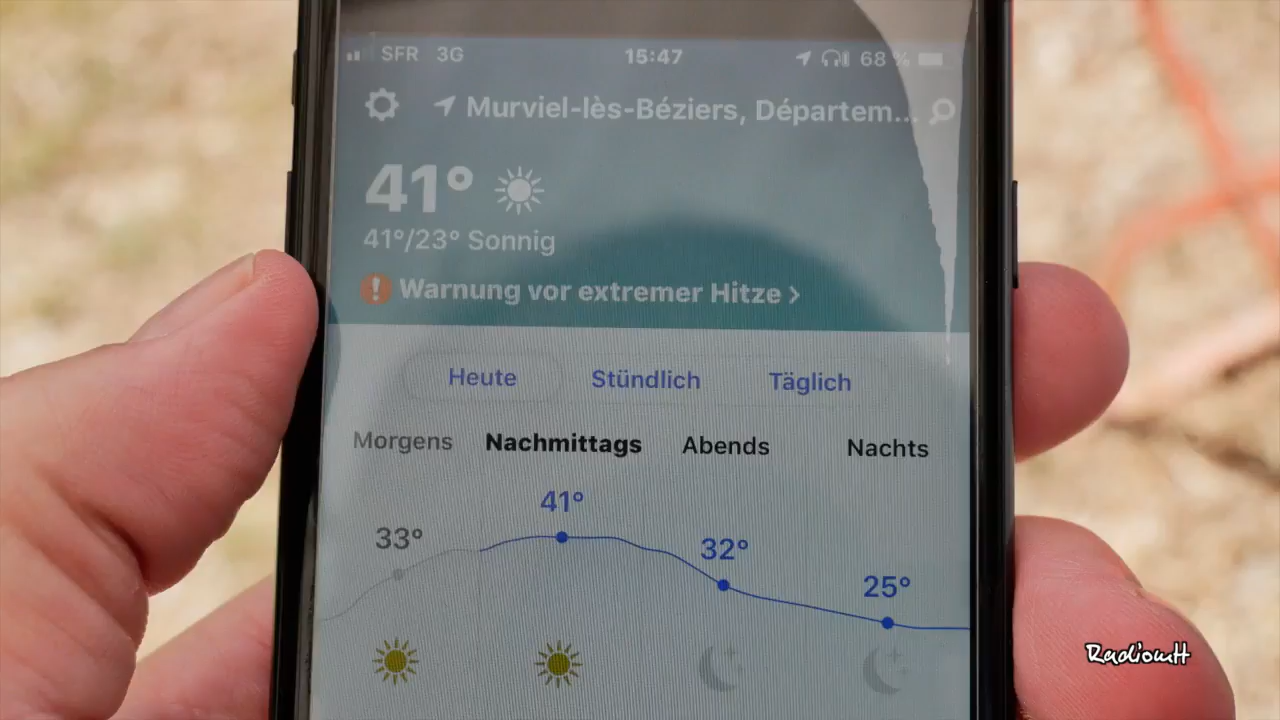 SFR 3G 15:47 68 %
Murviel-lès-Béziers, Départem...
41°
41°/23° Sonnig
! Warnung vor extremer Hitze >
Heute Stündlich Täglich
Morgens Nachmittags Abends Nachts
33° 41° 32° 25°
RadiomH